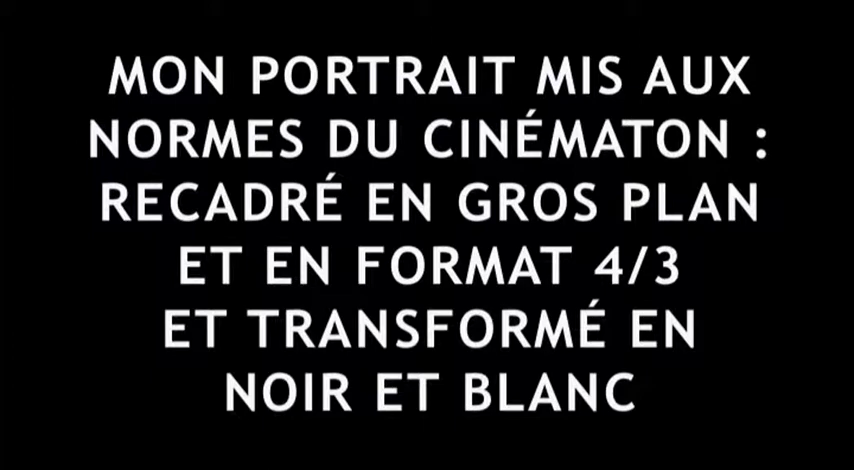 MON PORTRAIT MIS AUX
NORMES DU CINÉMATON :
RECADRÉ EN GROS PLAN
ET EN FORMAT 4/3
ET TRANSFORMÉ EN
NOIR ET BLANC